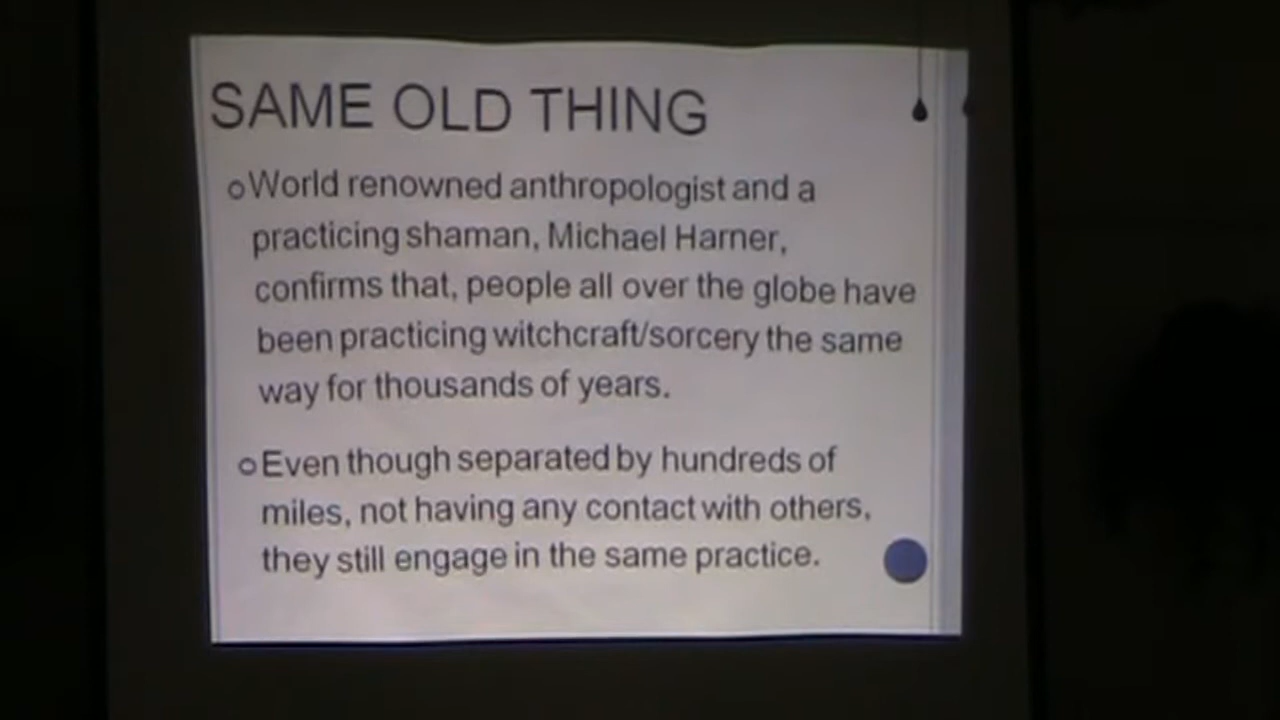 SAME OLD THING
World renowned anthropologist and a
practicing shaman, Michael Harner,
confirms that, people all over the globe have
been practicing witchcraft/sorcery the same
way for thousands of years.
Even though separated by hundreds of
miles, not having any contact with others,
they still engage in the same practice.